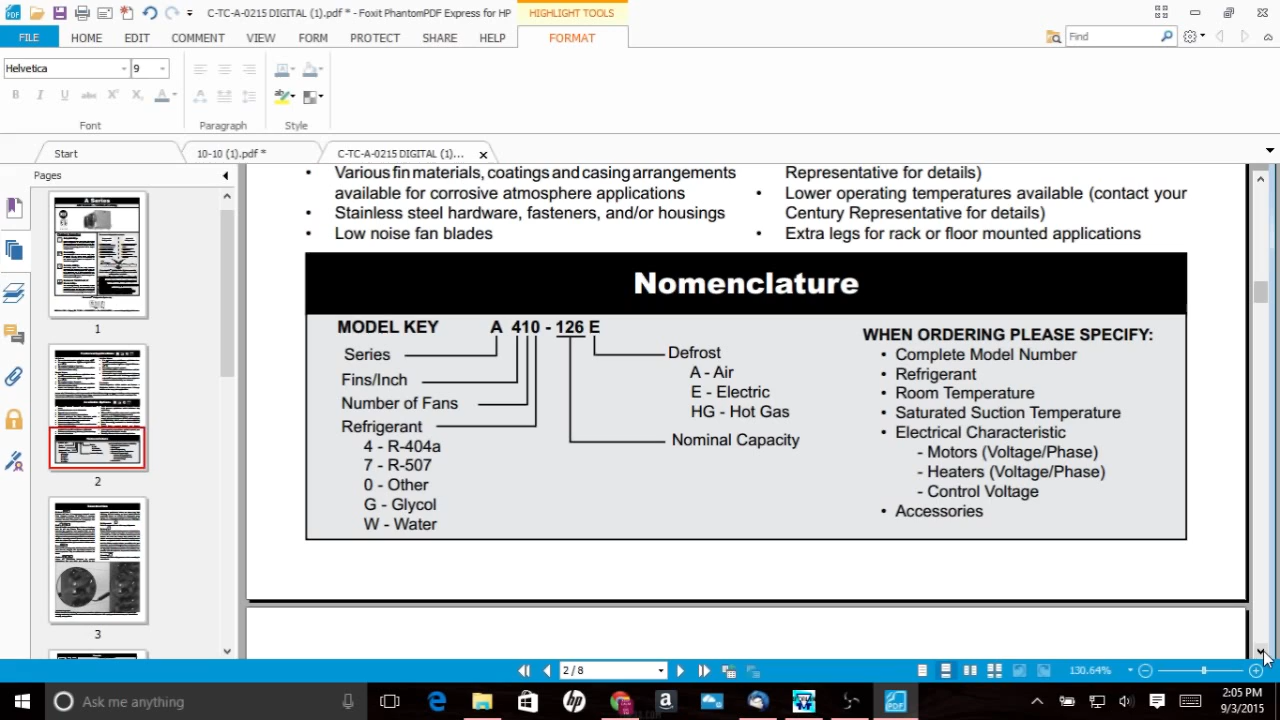 C-TC-A-0215 DIGITAL (1).pdf * - Foxit PhantomPDF Express for HP
HIGHLIGHT TOOLS
FILE HOME EDIT COMMENT VIEW FORM PROTECT SHARE HELP FORMAT
Find
Helvetica 9
B I U abc X² X₂ A
Font Paragraph Style
Start 10-10 (1).pdf * C-TC-A-0215 DIGITAL (1)...
Pages
A Series
1
2
3
• Various fin materials, coatings and casing arrangements
available for corrosive atmosphere applications
• Stainless steel hardware, fasteners, and/or housings
• Low noise fan blades
Representative for details)
• Lower operating temperatures available (contact your
Century Representative for details)
• Extra legs for rack or floor mounted applications
Nomenclature
MODEL KEY A 410 - 126 E
Series
Fins/Inch
Number of Fans
Refrigerant
4 - R-404a
7 - R-507
0 - Other
G - Glycol
W - Water
Defrost
A - Air
E - Electric
HG - Hot Gas
Nominal Capacity
WHEN ORDERING PLEASE SPECIFY:
• Complete Model Number
• Refrigerant
• Room Temperature
• Saturated Suction Temperature
• Electrical Characteristic
- Motors (Voltage/Phase)
- Heaters (Voltage/Phase)
- Control Voltage
• Accessories
2 / 8
130.64%
Ask me anything
2:05 PM
9/3/2015